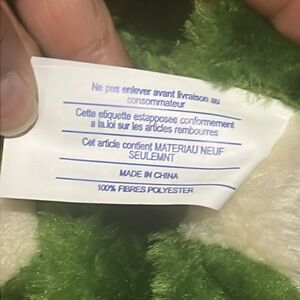 Ne pas enlever avant livraison au
consommateur
Cette etiquette estapposee conformement
a la.loi sur les articles rembourres
Cet article contient MATERIAU NEUF
SEULEMNT
MADE IN CHINA
100% FIBRES POLYESTER